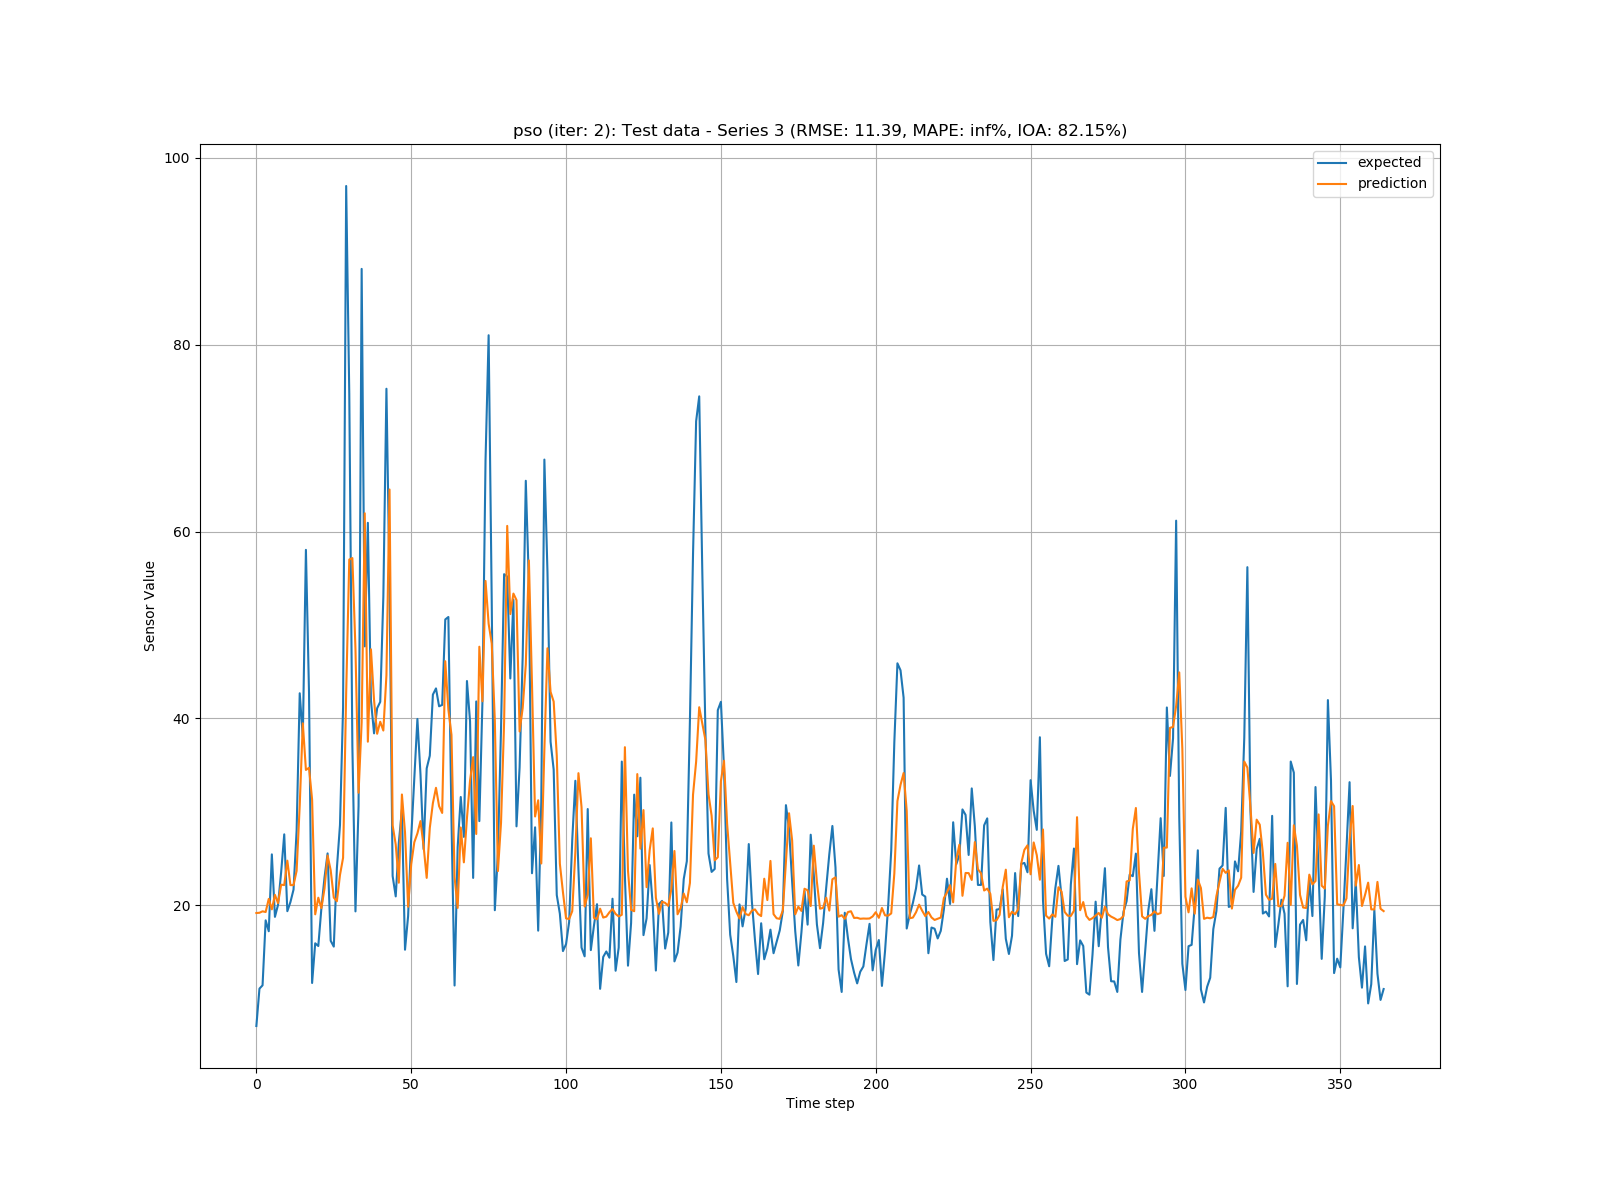 pso (iter: 2): Test data - Series 3 (RMSE: 11.39, MAPE: inf%, IOA: 82.15%)
expected
prediction
Sensor Value
100
80
60
40
20
0 50 100 150 200 250 300 350
Time step